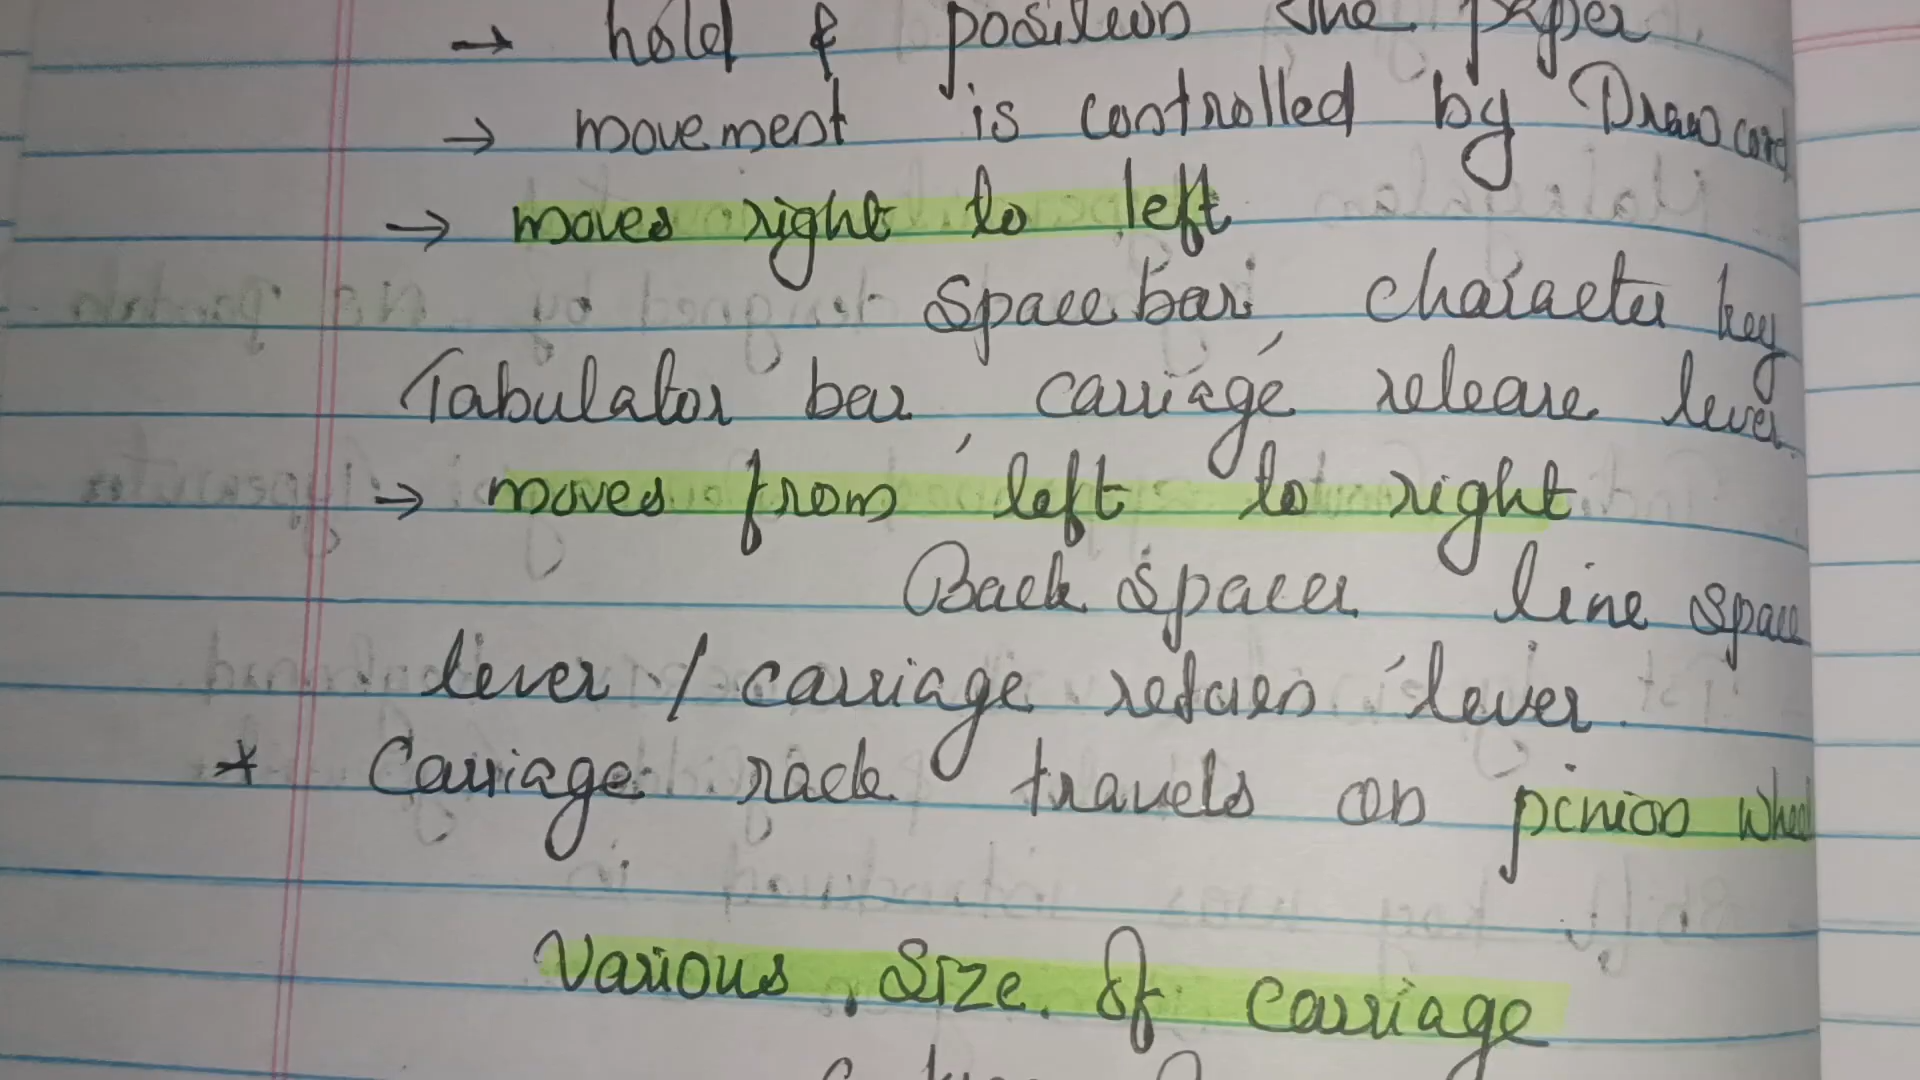 → hold & position the paper
→ movement is controlled by Draw cord
→ moves right to left
Space bar, character key
Tabulator bar, carriage release lever
→ moves from left to right
Back spacer, line space
lever / carriage return lever.
* Carriage rack travels on pinion wheel
Various Size Of Carriage